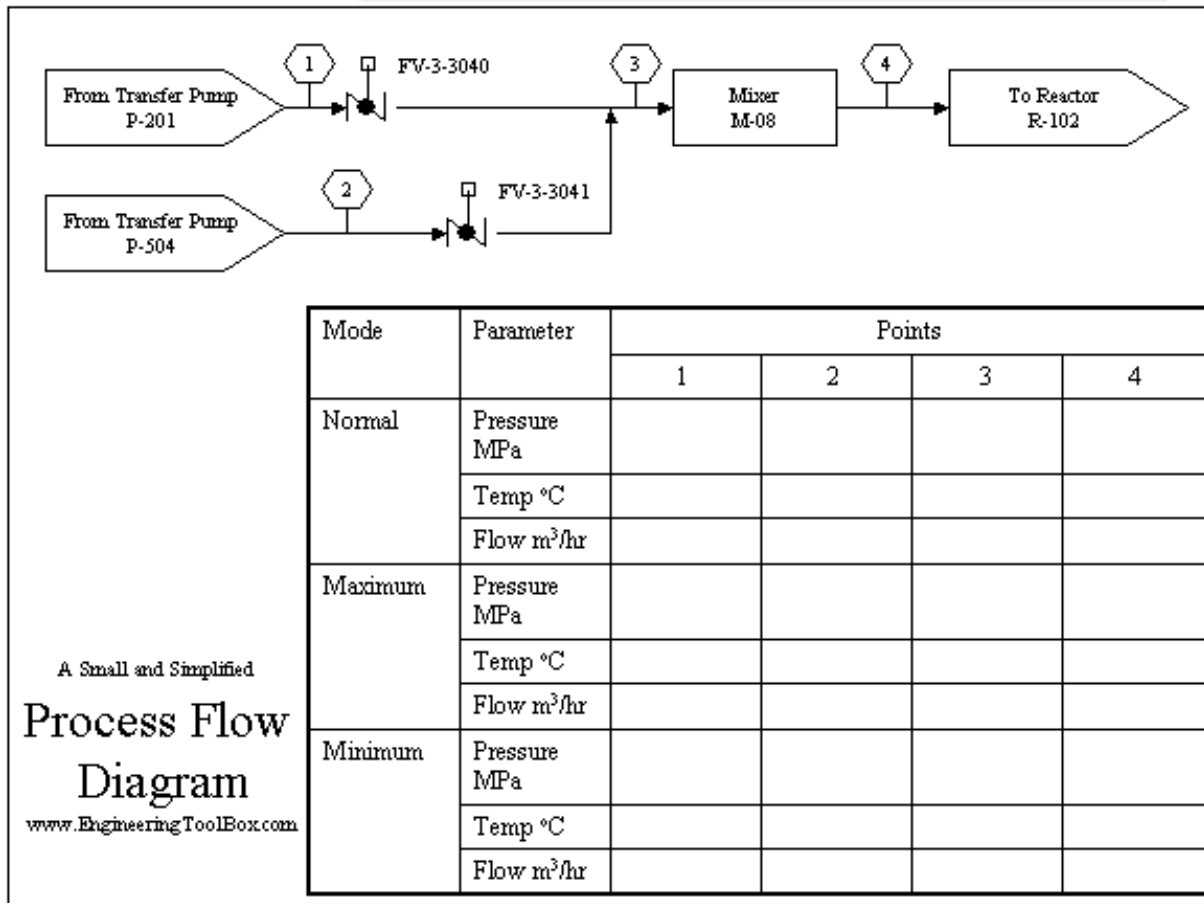 1
FV-3-3040
3
4
From Transfer Pump
P-201
Mixer
M-08
To Reactor
R-102
2
FV-3-3041
From Transfer Pump
P-504
Mode Parameter Points
1 2 3 4
Normal Pressure
MPa
Temp °C
Flow m³/hr
Maximum Pressure
MPa
Temp °C
Flow m³/hr
Minimum Pressure
MPa
Temp °C
Flow m³/hr
A Small and Simplified
Process Flow
Diagram
www.EngineeringToolBox.com